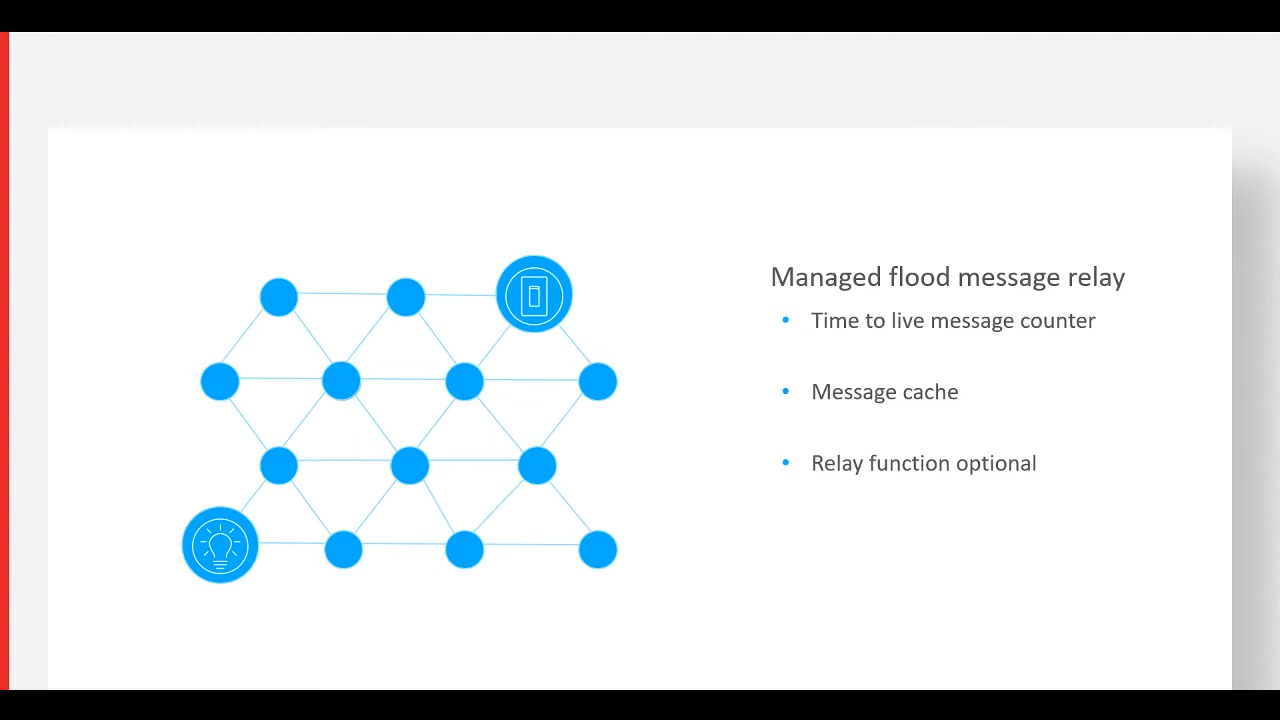 Managed flood message relay
• Time to live message counter
• Message cache
• Relay function optional